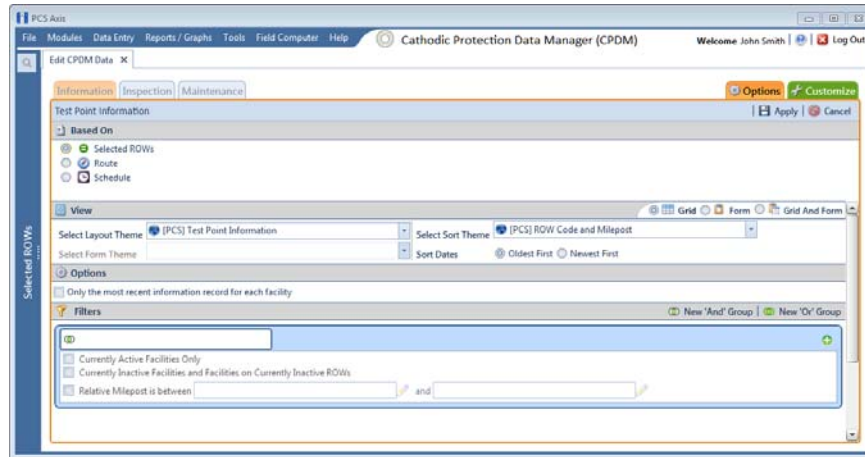 PCS Axis
File Modules Data Entry Reports / Graphs Tools Field Computer Help Cathodic Protection Data Manager (CPDM) Welcome John Smith | | Log Out
Edit CPDM Data X
Information Inspection Maintenance Options Customize
Test Point Information | Apply | Cancel
Based On
Selected ROWs
Route
Schedule
Selected ROWs
View Grid Form Grid And Form
Select Layout Theme [PCS] Test Point Information Select Sort Theme [PCS] ROW Code and Milepost
Select Form Theme Sort Dates Oldest First Newest First
Options
Only the most recent information record for each facility
Filters New 'And' Group | New 'Or' Group
Currently Active Facilities Only
Currently Inactive Facilities and Facilities on Currently Inactive ROWs
Relative Milepost is between and